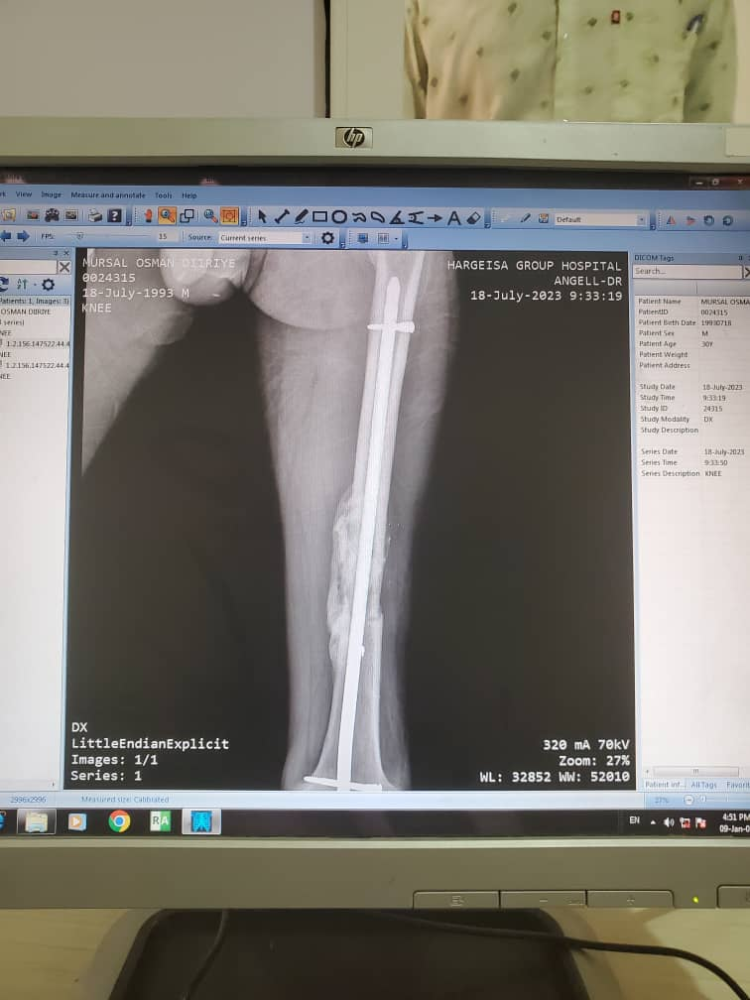 hp
View Image Measure and annotate Tools Help
Default
FPS: 15 Source: Current series
MURSAL OSMAN DIIRIYE
0024315
18-July-1993 M
KNEE
HARGEISA GROUP HOSPITAL
ANGELL-DR
18-July-2023 9:33:19
Patients: 1, Images: 3)
OSMAN DIIRIYE
series)
NEE
1.2.156.147522.44.4
NEE
1.2.156.147522.44.4
NEE
DICOM Tags
Search...
Patient Name MURSAL OSMA
PatientID 0024315
Patient Birth Date 19930718
Patient Sex M
Patient Age 30Y
Patient Weight
Patient Address
Study Date 18-July-2023
Study Time 9:33:19
Study ID 24315
Study Modality DX
Study Description
Series Date 18-July-2023
Series Time 9:33:50
Series Description KNEE
DX
LittleEndianExplicit
Images: 1/1
Series: 1
320 mA 70kV
Zoom: 27%
WL: 32852 WW: 52010
Patient Inf... All Tags Favorit
2996x2996 Measured size: Calibrated
27%
RA
EN
4:51 PM
09-Jan-0